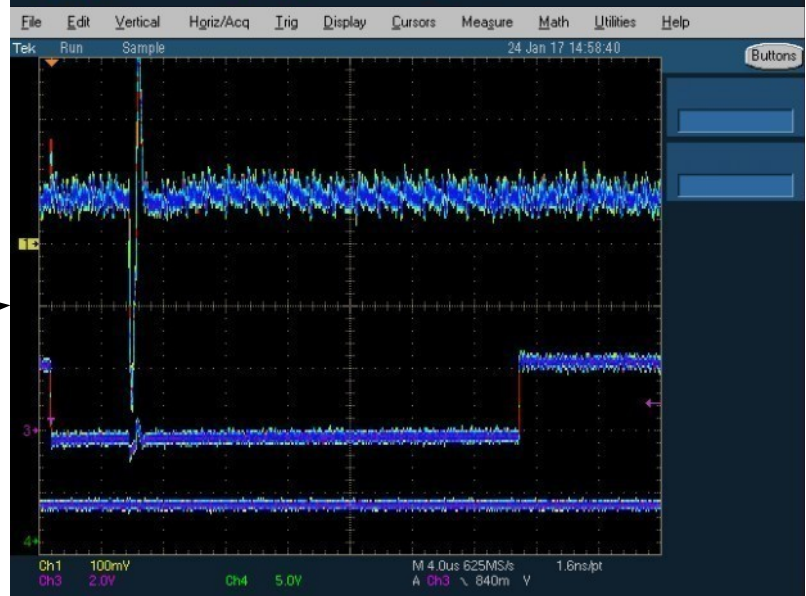 File Edit Vertical Horiz/Acq Trig Display Cursors Measure Math Utilities Help
Tek Run Sample 24 Jan 17 14:58:40
Buttons
1
3
4
Ch1 100mV M 4.0us 625MS/s 1.6ns/pt
Ch3 2.0V Ch4 5.0V A Ch3 \ 840m V